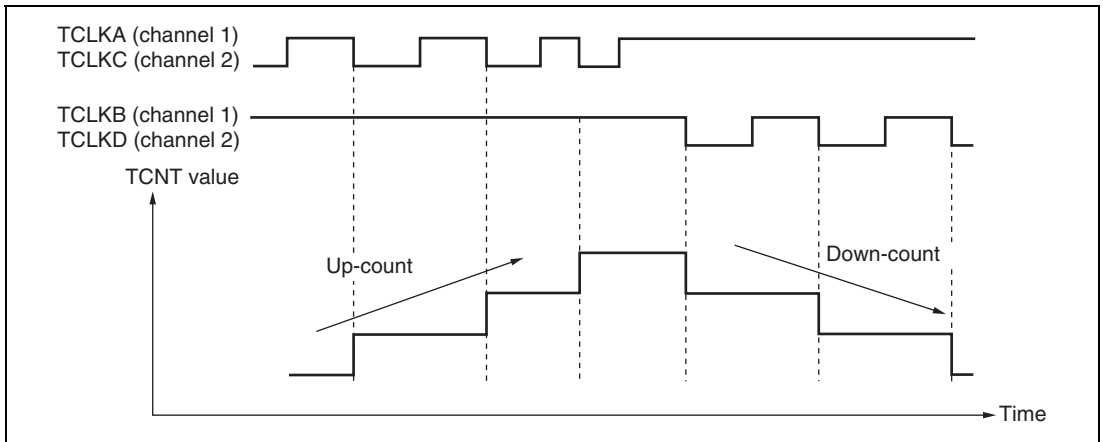 TCLKA (channel 1)
TCLKC (channel 2)
TCLKB (channel 1)
TCLKD (channel 2)
TCNT value
Up-count
Down-count
Time